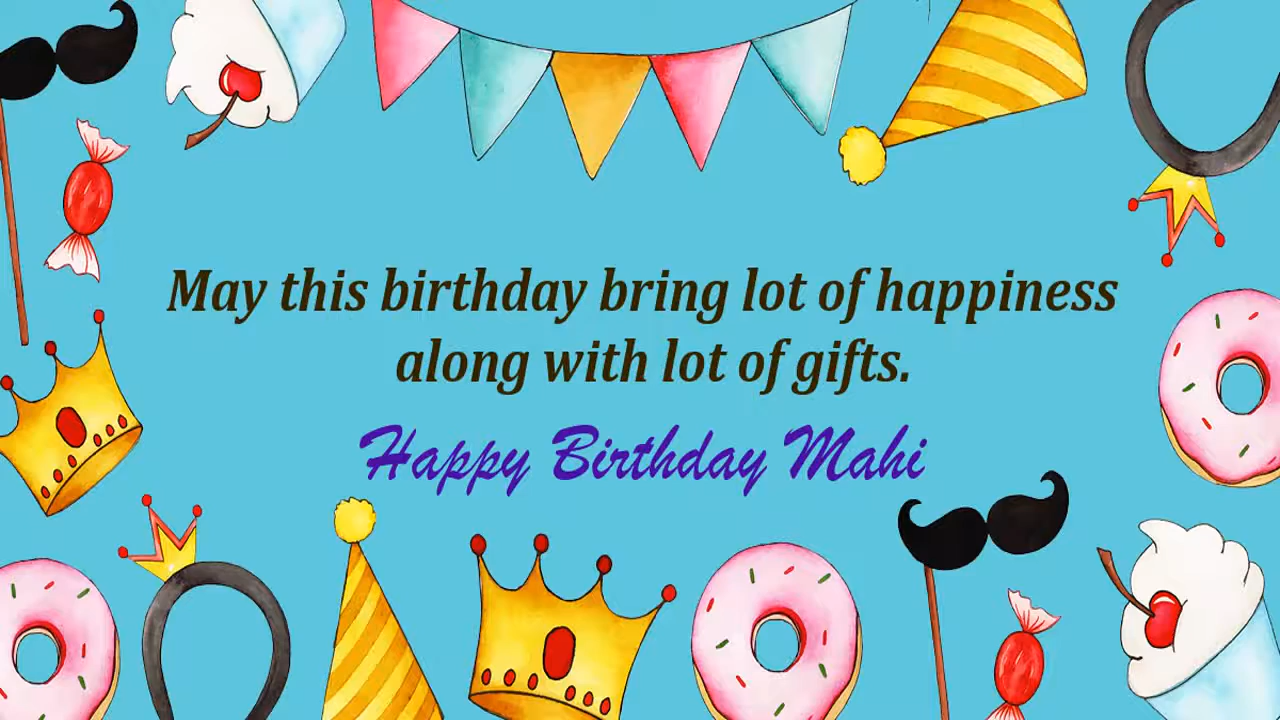 May this birthday bring lot of happiness
along with lot of gifts.
Happy Birthday Mahi